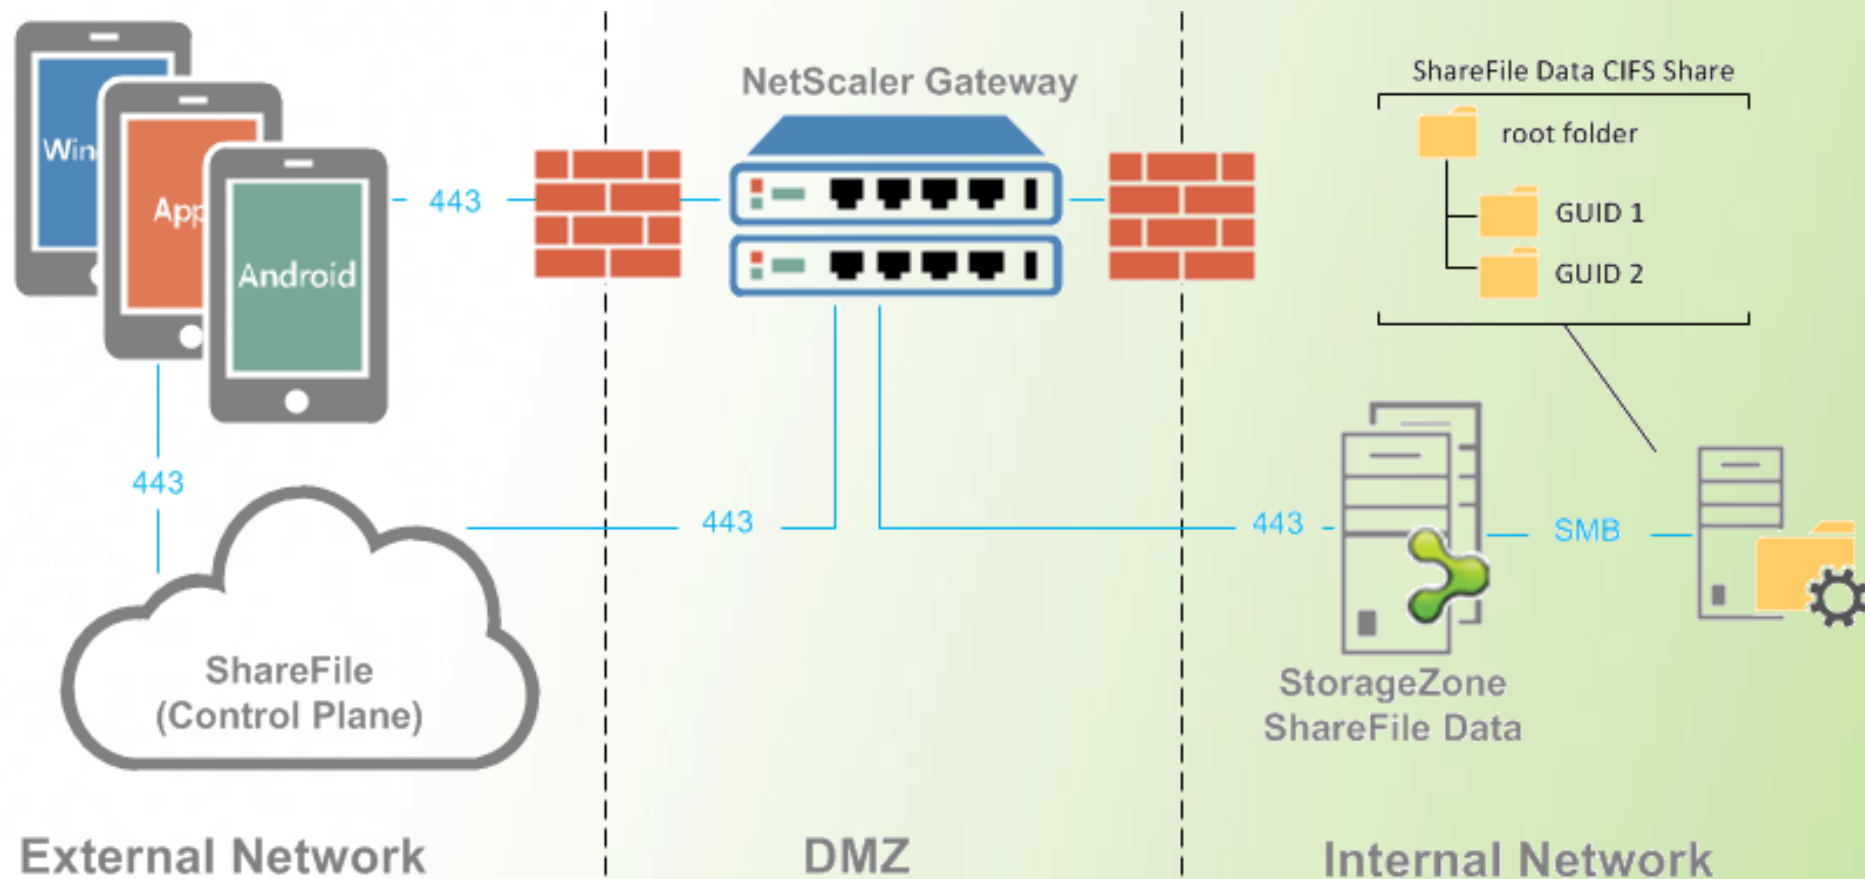 NetScaler Gateway
ShareFile Data CIFS Share
root folder
GUID 1
GUID 2
Win
App
Android
443
443
443
443
SMB
ShareFile
(Control Plane)
StorageZone
ShareFile Data
External Network
DMZ
Internal Network